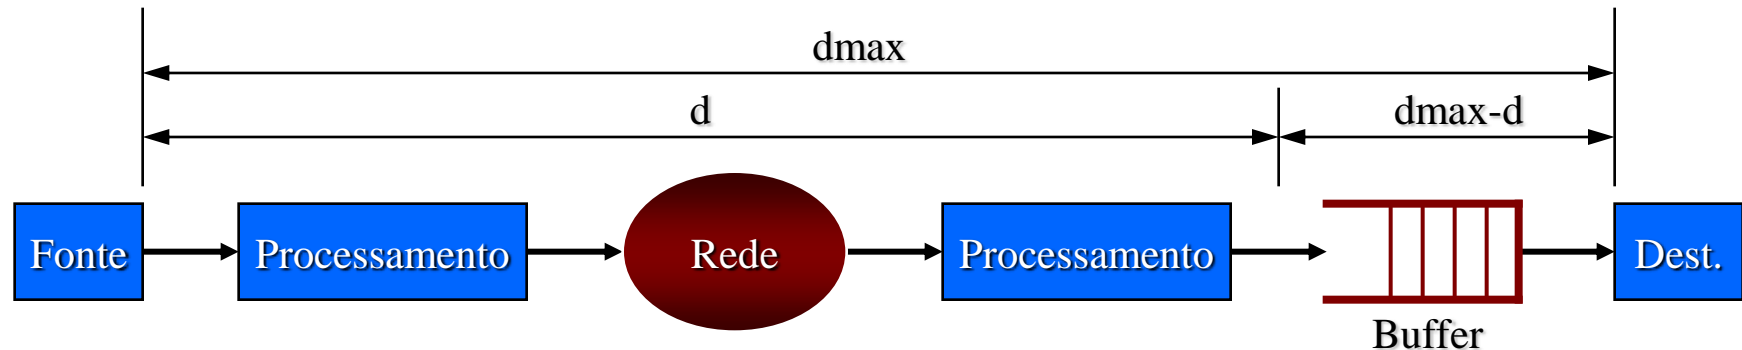 dmax
d
dmax-d
Fonte
Processamento
Rede
Processamento
Dest.
Buffer